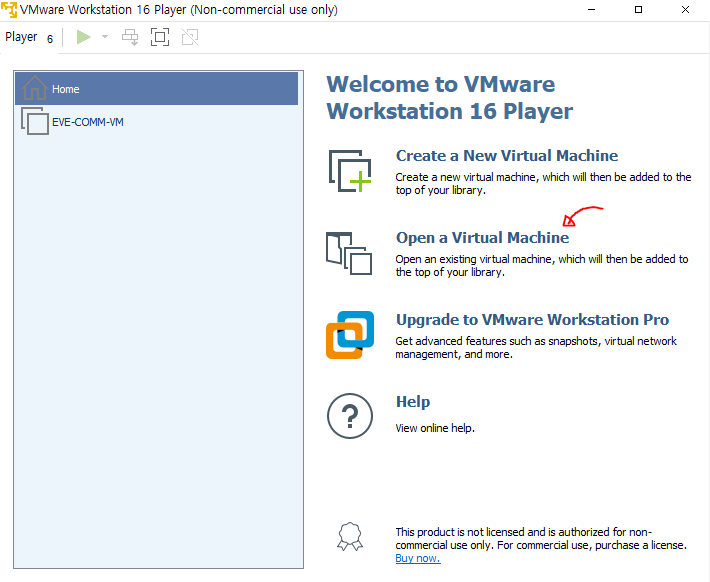 VMware Workstation 16 Player (Non-commercial use only)
Player 6
Home
EVE-COMM-VM
Welcome to VMware
Workstation 16 Player
Create a New Virtual Machine
Create a new virtual machine, which will then be added to the
top of your library.
Open a Virtual Machine
Open an existing virtual machine, which will then be added to
the top of your library.
Upgrade to VMware Workstation Pro
Get advanced features such as snapshots, virtual network
management, and more.
Help
View online help.
This product is not licensed and is authorized for non-
commercial use only. For commercial use, purchase a license.
Buy now.